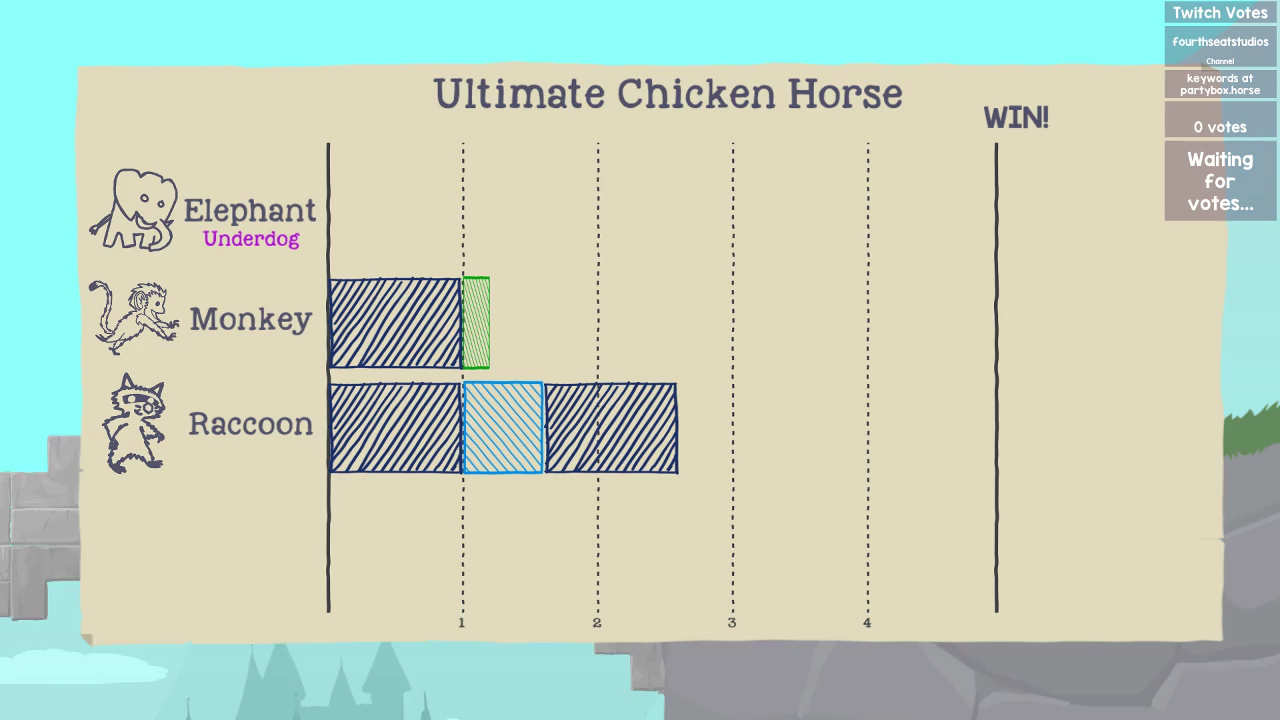 Ultimate Chicken Horse
WIN!
Elephant
Underdog
Monkey
Raccoon
1 2 3 4
Twitch Votes
fourthseatstudios
Channel
keywords at
partybox.horse
0 votes
Waiting
for
votes...